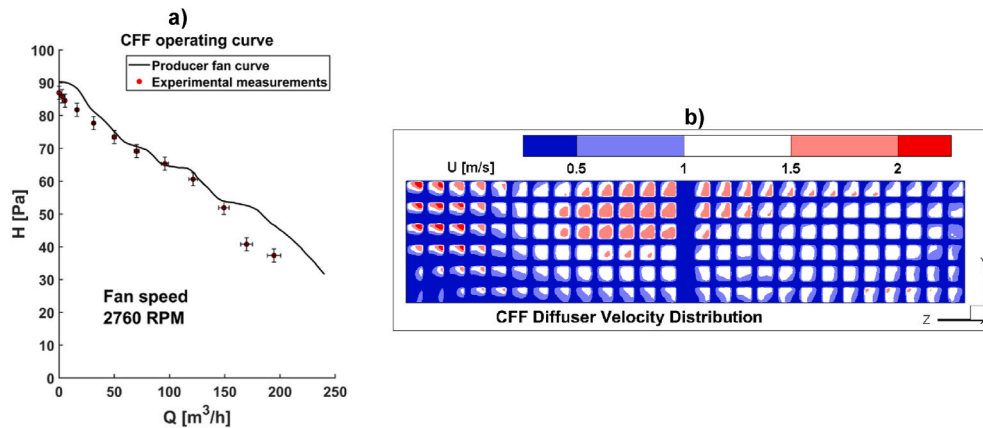 a)
CFF operating curve
Producer fan curve
Experimental measurements
100
90
80
70
60
50
40
30
20
10
0
H [Pa]
Fan speed
2760 RPM
0 50 100 150 200 250
Q [m³/h]
b)
U [m/s] 0.5 1 1.5 2
CFF Diffuser Velocity Distribution
Z